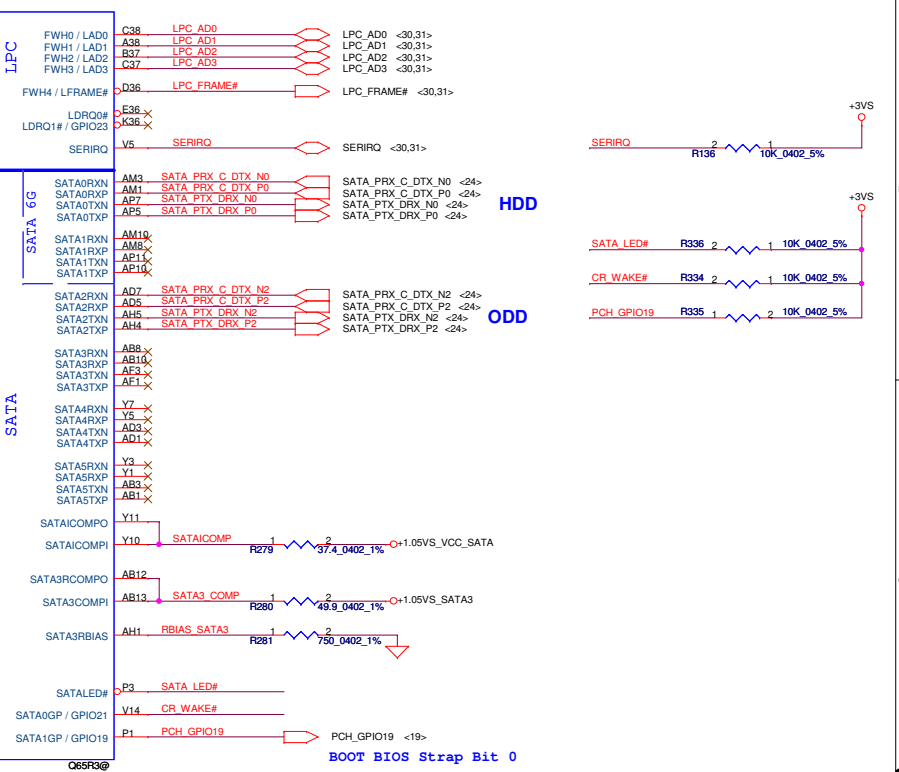 LPC
FWH0 / LAD0 C38 LPC_AD0 LPC_AD0 <30,31>
FWH1 / LAD1 A38 LPC_AD1 LPC_AD1 <30,31>
FWH2 / LAD2 B37 LPC_AD2 LPC_AD2 <30,31>
FWH3 / LAD3 C37 LPC_AD3 LPC_AD3 <30,31>
FWH4 / LFRAME# D36 LPC_FRAME# LPC_FRAME# <30,31>
LDRQ0# E36
LDRQ1# / GPIO23 K36
SERIRQ V5 SERIRQ SERIRQ <30,31>
+3VS
SERIRQ R136 2 1 10K_0402_5%
SATA 6G
SATA0RXN AM3 SATA_PRX_C_DTX_N0 SATA_PRX_C_DTX_N0 <24>
SATA0RXP AM1 SATA_PRX_C_DTX_P0 SATA_PRX_C_DTX_P0 <24>
SATA0TXN AP7 SATA_PTX_DRX_N0 SATA_PTX_DRX_N0 <24>
SATA0TXP AP5 SATA_PTX_DRX_P0 SATA_PTX_DRX_P0 <24>
HDD
SATA1RXN AM10
SATA1RXP AM8
SATA1TXN AP11
SATA1TXP AP10
+3VS
SATA_LED# R336 2 1 10K_0402_5%
CR_WAKE# R334 2 1 10K_0402_5%
PCH_GPIO19 R335 1 2 10K_0402_5%
SATA
SATA2RXN AD7 SATA_PRX_C_DTX_N2 SATA_PRX_C_DTX_N2 <24>
SATA2RXP AD5 SATA_PRX_C_DTX_P2 SATA_PRX_C_DTX_P2 <24>
SATA2TXN AH5 SATA_PTX_DRX_N2 SATA_PTX_DRX_N2 <24>
SATA2TXP AH4 SATA_PTX_DRX_P2 SATA_PTX_DRX_P2 <24>
ODD
SATA3RXN AB8
SATA3RXP AB10
SATA3TXN AF3
SATA3TXP AF1
SATA4RXN Y7
SATA4RXP Y5
SATA4TXN AD3
SATA4TXP AD1
SATA5RXN Y3
SATA5RXP Y1
SATA5TXN AB3
SATA5TXP AB1
SATAICOMPO Y11
SATAICOMPI Y10 SATAICOMP R279 1 2 37.4_0402_1% +1.05VS_VCC_SATA
SATA3RCOMPO AB12
SATA3COMPI AB13 SATA3_COMP R280 1 2 49.9_0402_1% +1.05VS_SATA3
SATA3RBIAS AH1 RBIAS_SATA3 R281 1 2 750_0402_1%
SATALED# P3 SATA_LED#
SATA0GP / GPIO21 V14 CR_WAKE#
SATA1GP / GPIO19 P1 PCH_GPIO19 PCH_GPIO19 <19>
BOOT BIOS Strap Bit 0
Q65R3@